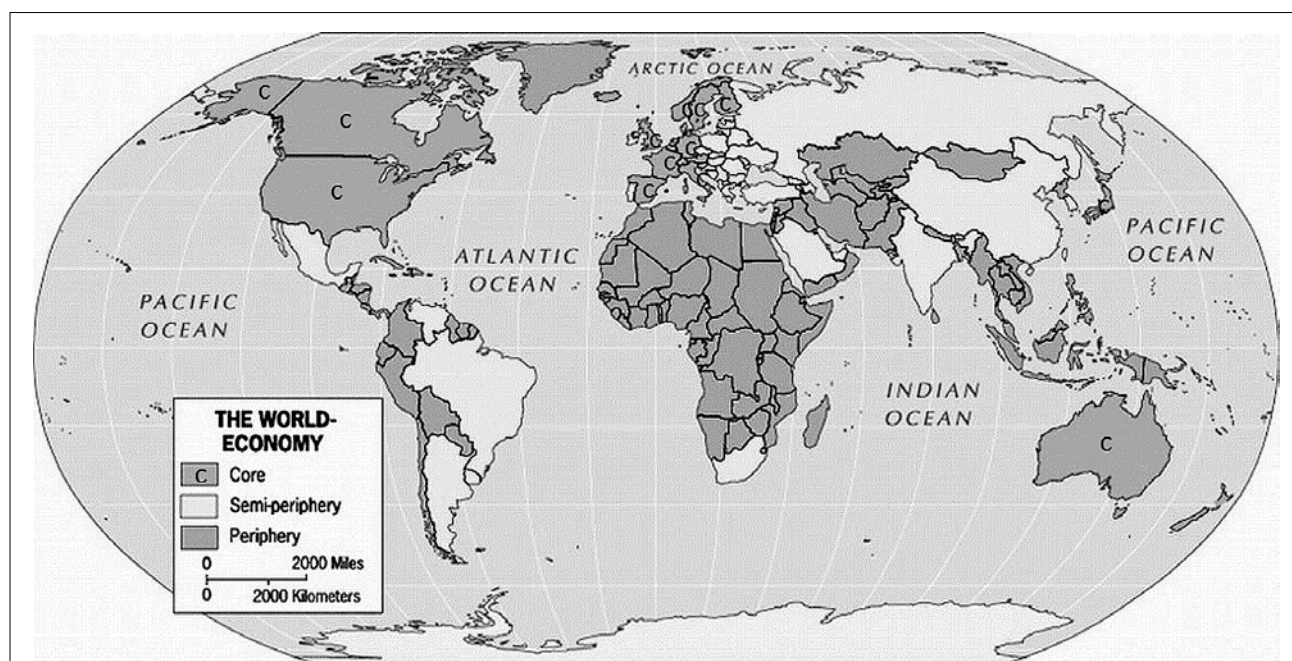 ARCTIC OCEAN
C
C
C
C
C
C
C
C
C
ATLANTIC
OCEAN
PACIFIC
OCEAN
PACIFIC
OCEAN
INDIAN
OCEAN
C
THE WORLD-
ECONOMY
C Core
Semi-periphery
Periphery
0 2000 Miles
0 2000 Kilometers